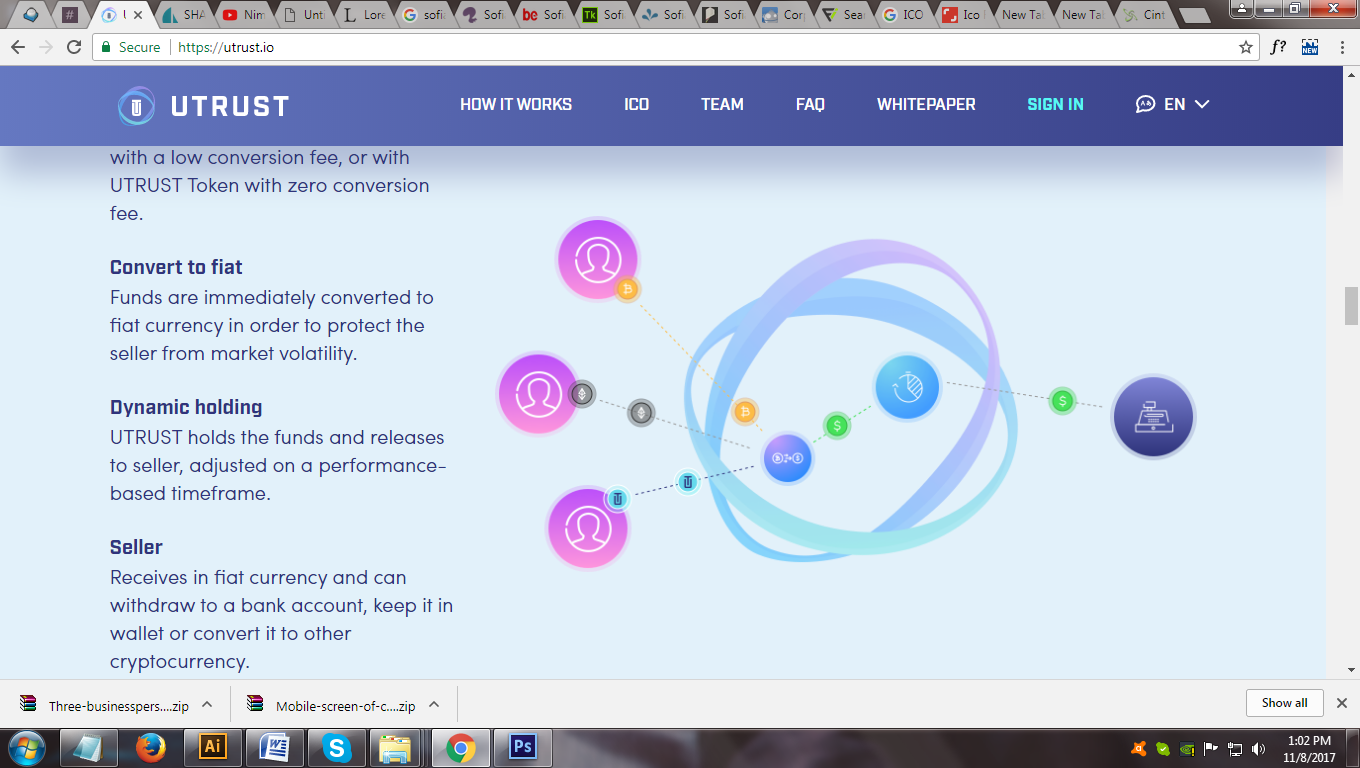 U
SHA
Nim
Unti
Lore
sofi
Sofi
Sofi
Sofi
Sofi
Sofi
Corp
Sear
ICO
Ico
New Tab
New Tab
Cint
Secure
https://utrust.io
f?
NEW
UTRUST
HOW IT WORKS
ICO
TEAM
FAQ
WHITEPAPER
SIGN IN
EN
with a low conversion fee, or with
UTRUST Token with zero conversion
fee.
Convert to fiat
Funds are immediately converted to
fiat currency in order to protect the
seller from market volatility.
Dynamic holding
UTRUST holds the funds and releases
to seller, adjusted on a performance-
based timeframe.
Seller
Receives in fiat currency and can
withdraw to a bank account, keep it in
wallet or convert it to other
cryptocurrency.
Three-businesspers....zip
Mobile-screen-of-c....zip
Show all
Ai
W
S
Ps
1:02 PM
11/8/2017